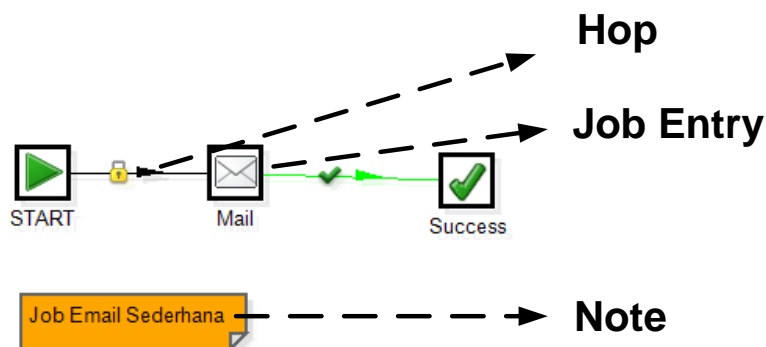 Hop
Job Entry
START
Mail
Success
Job Email Sederhana
Note